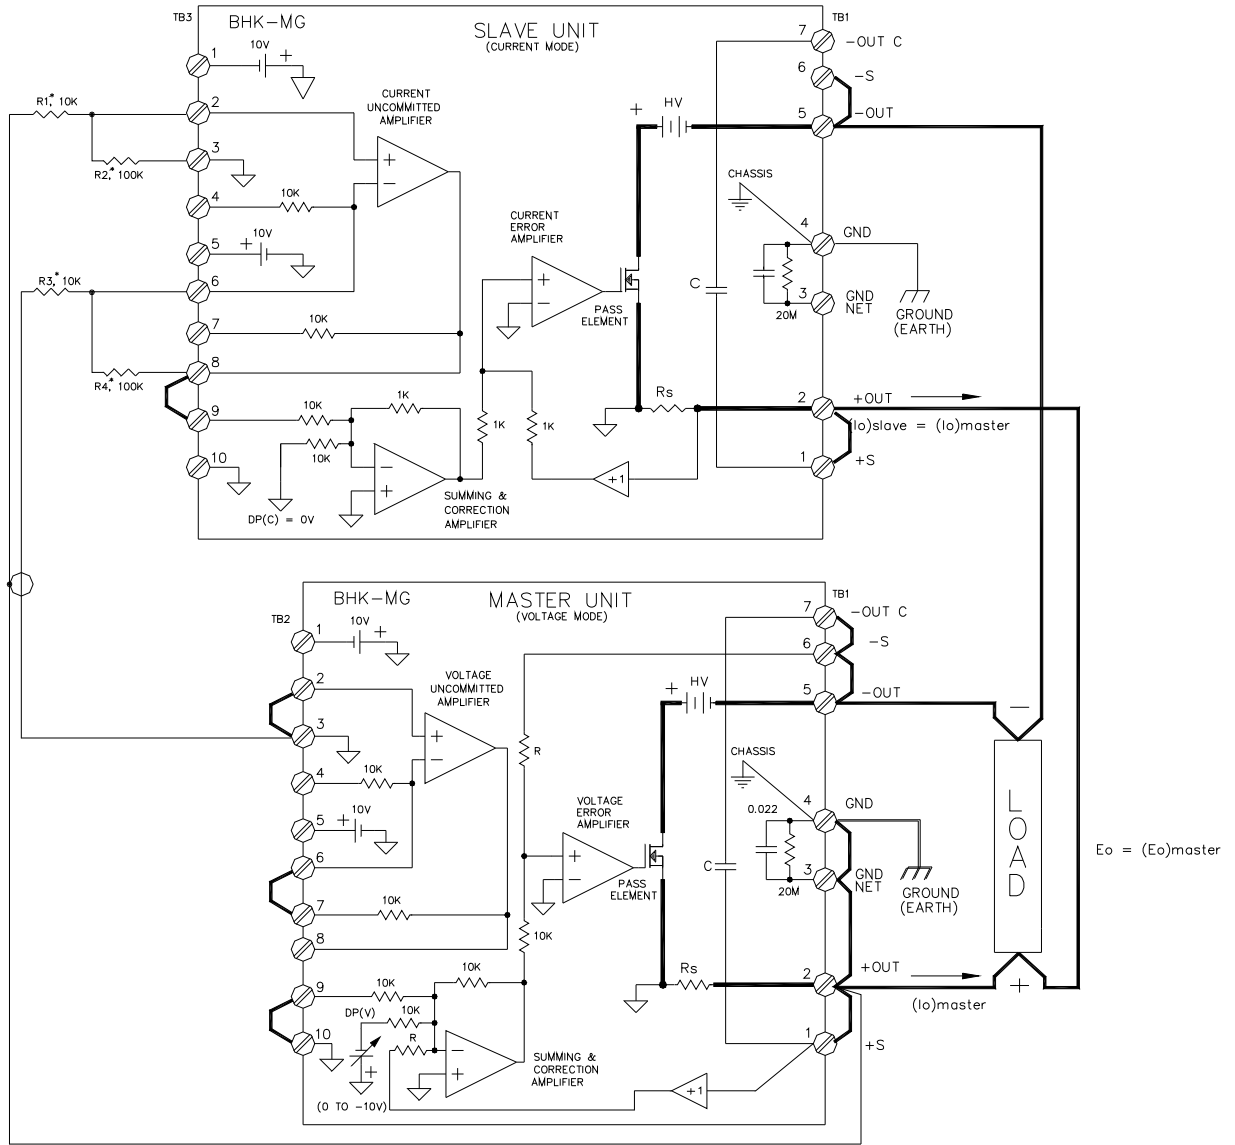 TB3
BHK-MG
SLAVE UNIT
(CURRENT MODE)
TB1
1
10V
+
2
R1,* 10K
3
R2,* 100K
4
10K
5
+
10V
6
R3,* 10K
7
10K
8
R4,* 100K
9
10K
1K
10K
10
DP(C) = 0V
CURRENT
UNCOMMITTED
AMPLIFIER
+
−
−
+
SUMMING &
CORRECTION
AMPLIFIER
1K
1K
+1
CURRENT
ERROR
AMPLIFIER
+
−
PASS
ELEMENT
+
HV
Rs
C
7
-OUT C
6
-S
5
-OUT
CHASSIS
4
GND
3
GND
NET
20M
GROUND
(EARTH)
2
+OUT
(Io)slave = (Io)master
1
+S
BHK-MG
MASTER UNIT
(VOLTAGE MODE)
TB2
TB1
1
10V
+
2
3
4
10K
5
+
10V
6
7
10K
8
9
10K
10K
DP(V)
10K
R
10
+
(0 TO -10V)
VOLTAGE
UNCOMMITTED
AMPLIFIER
+
−
−
+
SUMMING &
CORRECTION
AMPLIFIER
R
10K
+1
VOLTAGE
ERROR
AMPLIFIER
+
−
PASS
ELEMENT
+
HV
Rs
C
7
-OUT C
6
-S
5
-OUT
CHASSIS
4
GND
0.022
3
GND
NET
20M
GROUND
(EARTH)
2
+OUT
(Io)master
1
+S
−
LOAD
+
Eo = (Eo)master